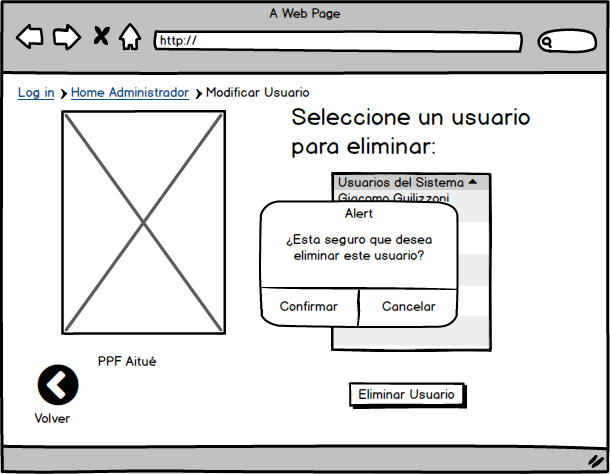 A Web Page
http://
Log in Home Administrador Modificar Usuario
Seleccione un usuario
para eliminar:
Usuarios del Sistema
Giacomo Guilizzoni
Alert
¿Esta seguro que desea
eliminar este usuario?
Confirmar Cancelar
PPF Aitué
Volver
Eliminar Usuario